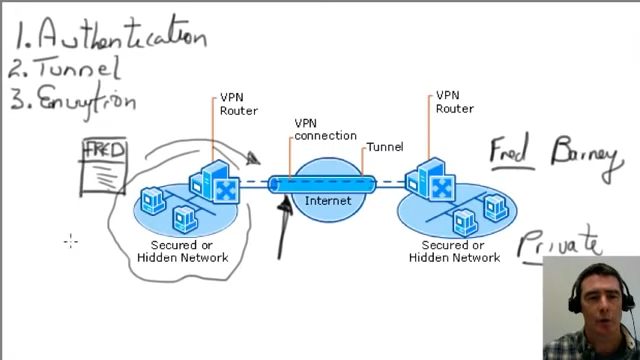 1. Authentication
2. Tunnel
3. Encrytion
FRED
VPN
Router
VPN
connection
Tunnel
Internet
VPN
Router
Secured or
Hidden Network
Secured or
Hidden Network
Fred Barney
Private